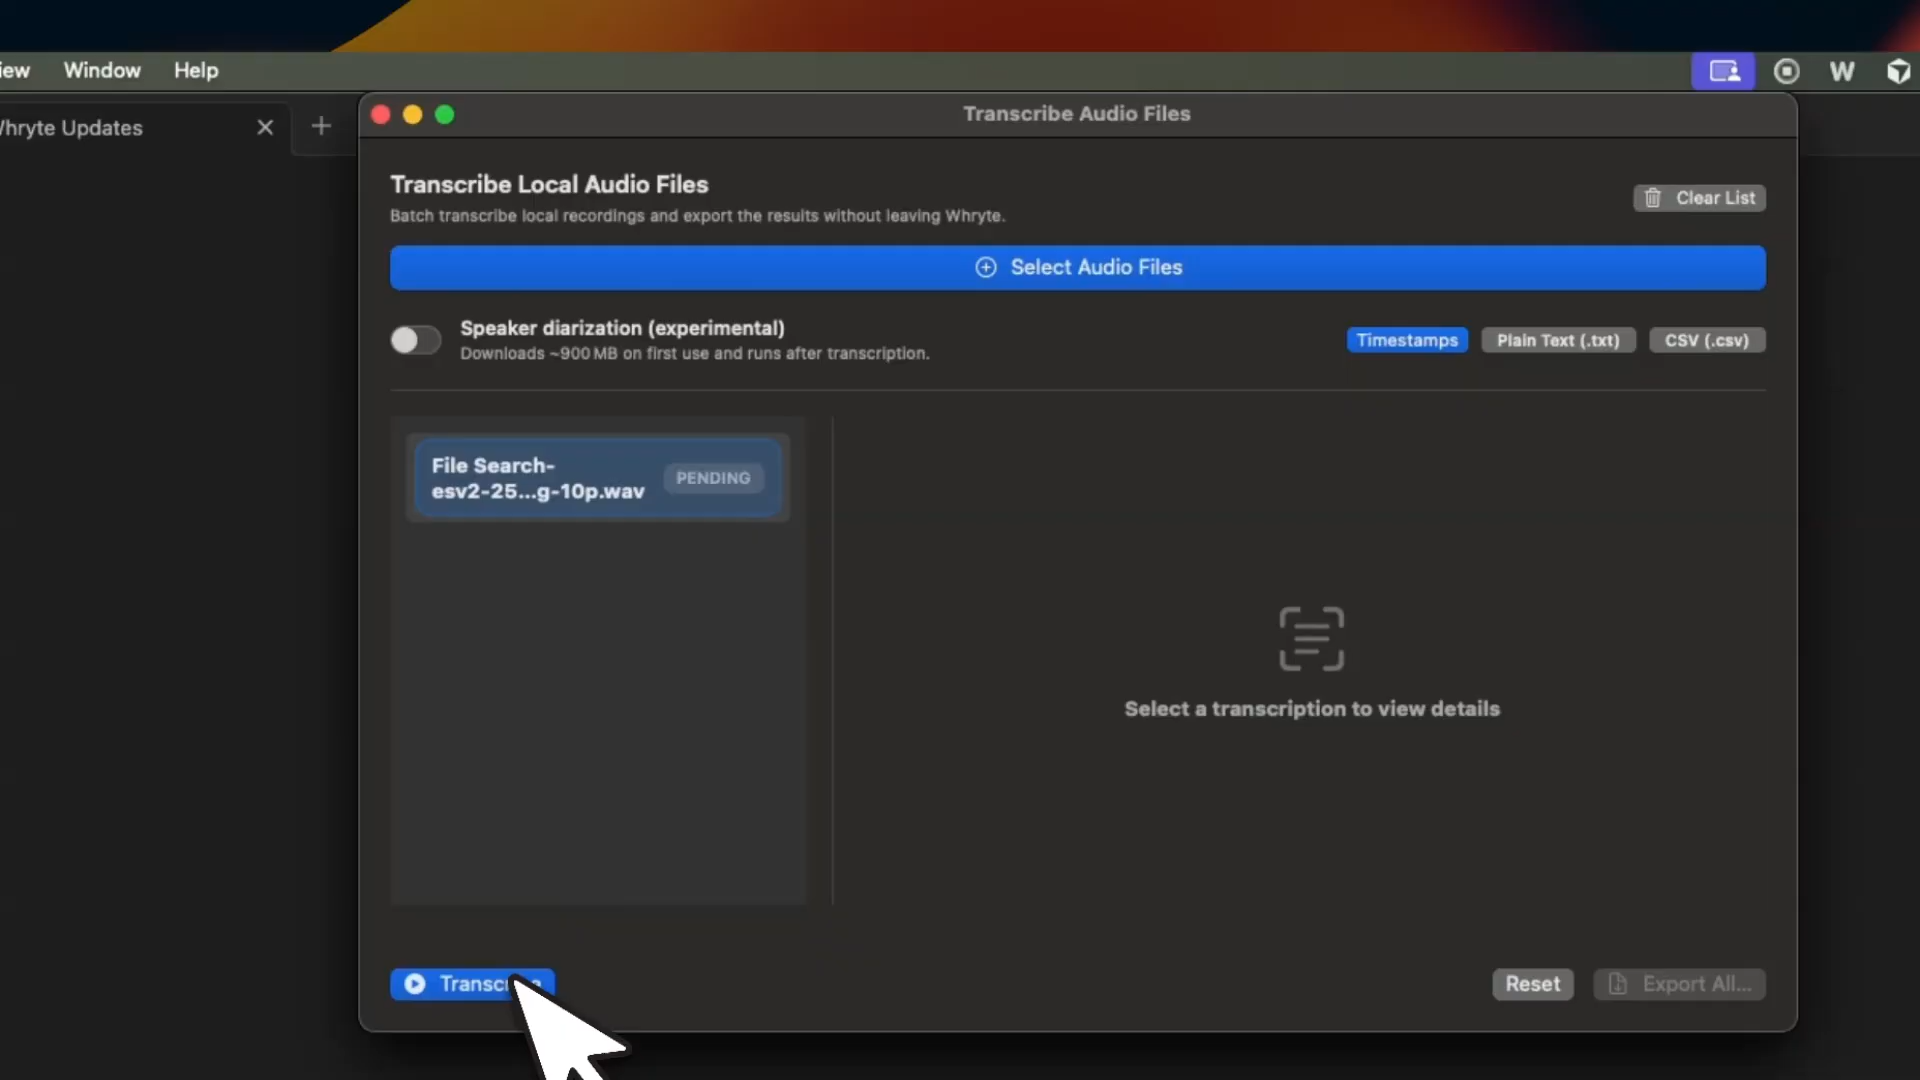 Window Help
Updates
Transcribe Audio Files
Transcribe Local Audio Files
Clear List
Batch transcribe local recordings and export the results without leaving Whryte.
Select Audio Files
Speaker diarization (experimental)
Downloads ~900 MB on first use and runs after transcription.
Timestamps
Plain Text (.txt)
CSV (.csv)
File Search-
esv2-25...g-10p.wav
PENDING
Select a transcription to view details
Reset
Export All...